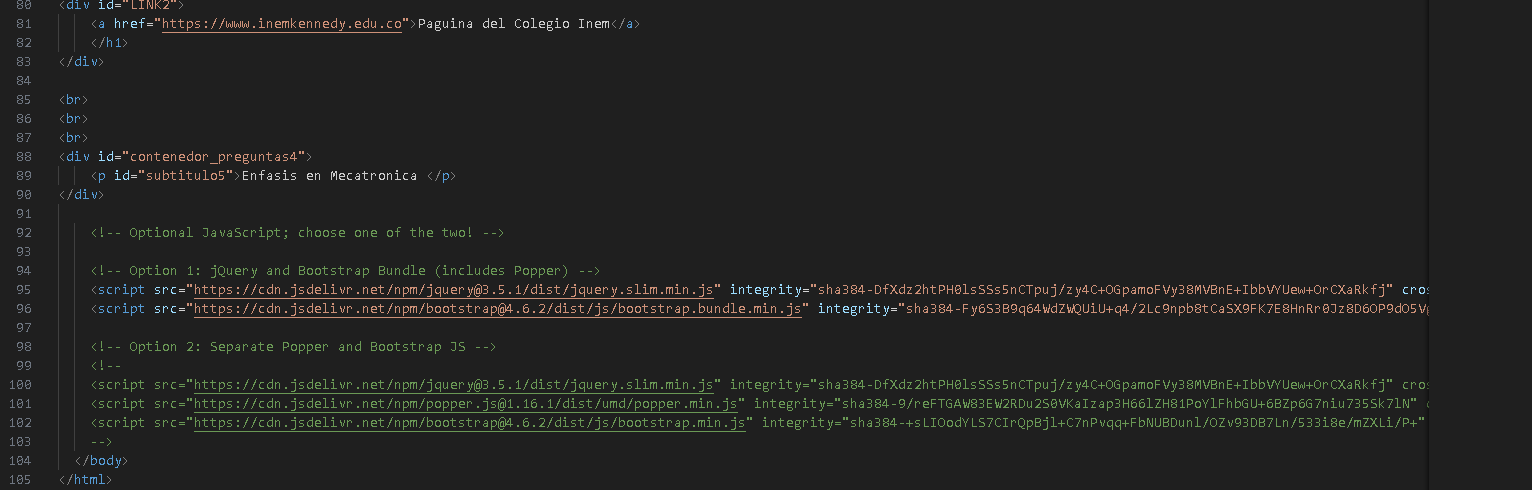 80 <div id="LINK2">
81 <a href="https://www.inemkennedy.edu.co">Paguina del Colegio Inem</a>
82 </h1>
83 </div>
84
85 <br>
86 <br>
87 <br>
88 <div id="contenedor_preguntas4">
89 <p id="subtitulo5">Enfasis en Mecatronica </p>
90 </div>
91
92 <!-- Optional JavaScript; choose one of the two! -->
93
94 <!-- Option 1: jQuery and Bootstrap Bundle (includes Popper) -->
95 <script src="https://cdn.jsdelivr.net/npm/jquery@3.5.1/dist/jquery.slim.min.js" integrity="sha384-DfXdz2htPH0lsSSs5nCTpuj/zy4C+OGpamoFVy38MVBnE+IbbVYUew+OrCXaRkfj" cros
96 <script src="https://cdn.jsdelivr.net/npm/bootstrap@4.6.2/dist/js/bootstrap.bundle.min.js" integrity="sha384-Fy6S3B9q64WdZWQUiU+q4/2Lc9npb8tCaSX9FK7E8HnRr0Jz8D6OP9dO5Vg
97
98 <!-- Option 2: Separate Popper and Bootstrap JS -->
99 <!--
100 <script src="https://cdn.jsdelivr.net/npm/jquery@3.5.1/dist/jquery.slim.min.js" integrity="sha384-DfXdz2htPH0lsSSs5nCTpuj/zy4C+OGpamoFVy38MVBnE+IbbVYUew+OrCXaRkfj" cros
101 <script src="https://cdn.jsdelivr.net/npm/popper.js@1.16.1/dist/umd/popper.min.js" integrity="sha384-9/reFTGAW83EW2RDu2S0VKaIzap3H66lZH81PoYlFhbGU+6BZp6G7niu735Sk7lN"
102 <script src="https://cdn.jsdelivr.net/npm/bootstrap@4.6.2/dist/js/bootstrap.min.js" integrity="sha384-+sLIOodYLS7CIrQpBjl+C7nPvqq+FbNUBDunl/OZv93DB7Ln/533i8e/mZXLi/P+"
103 -->
104 </body>
105 </html>